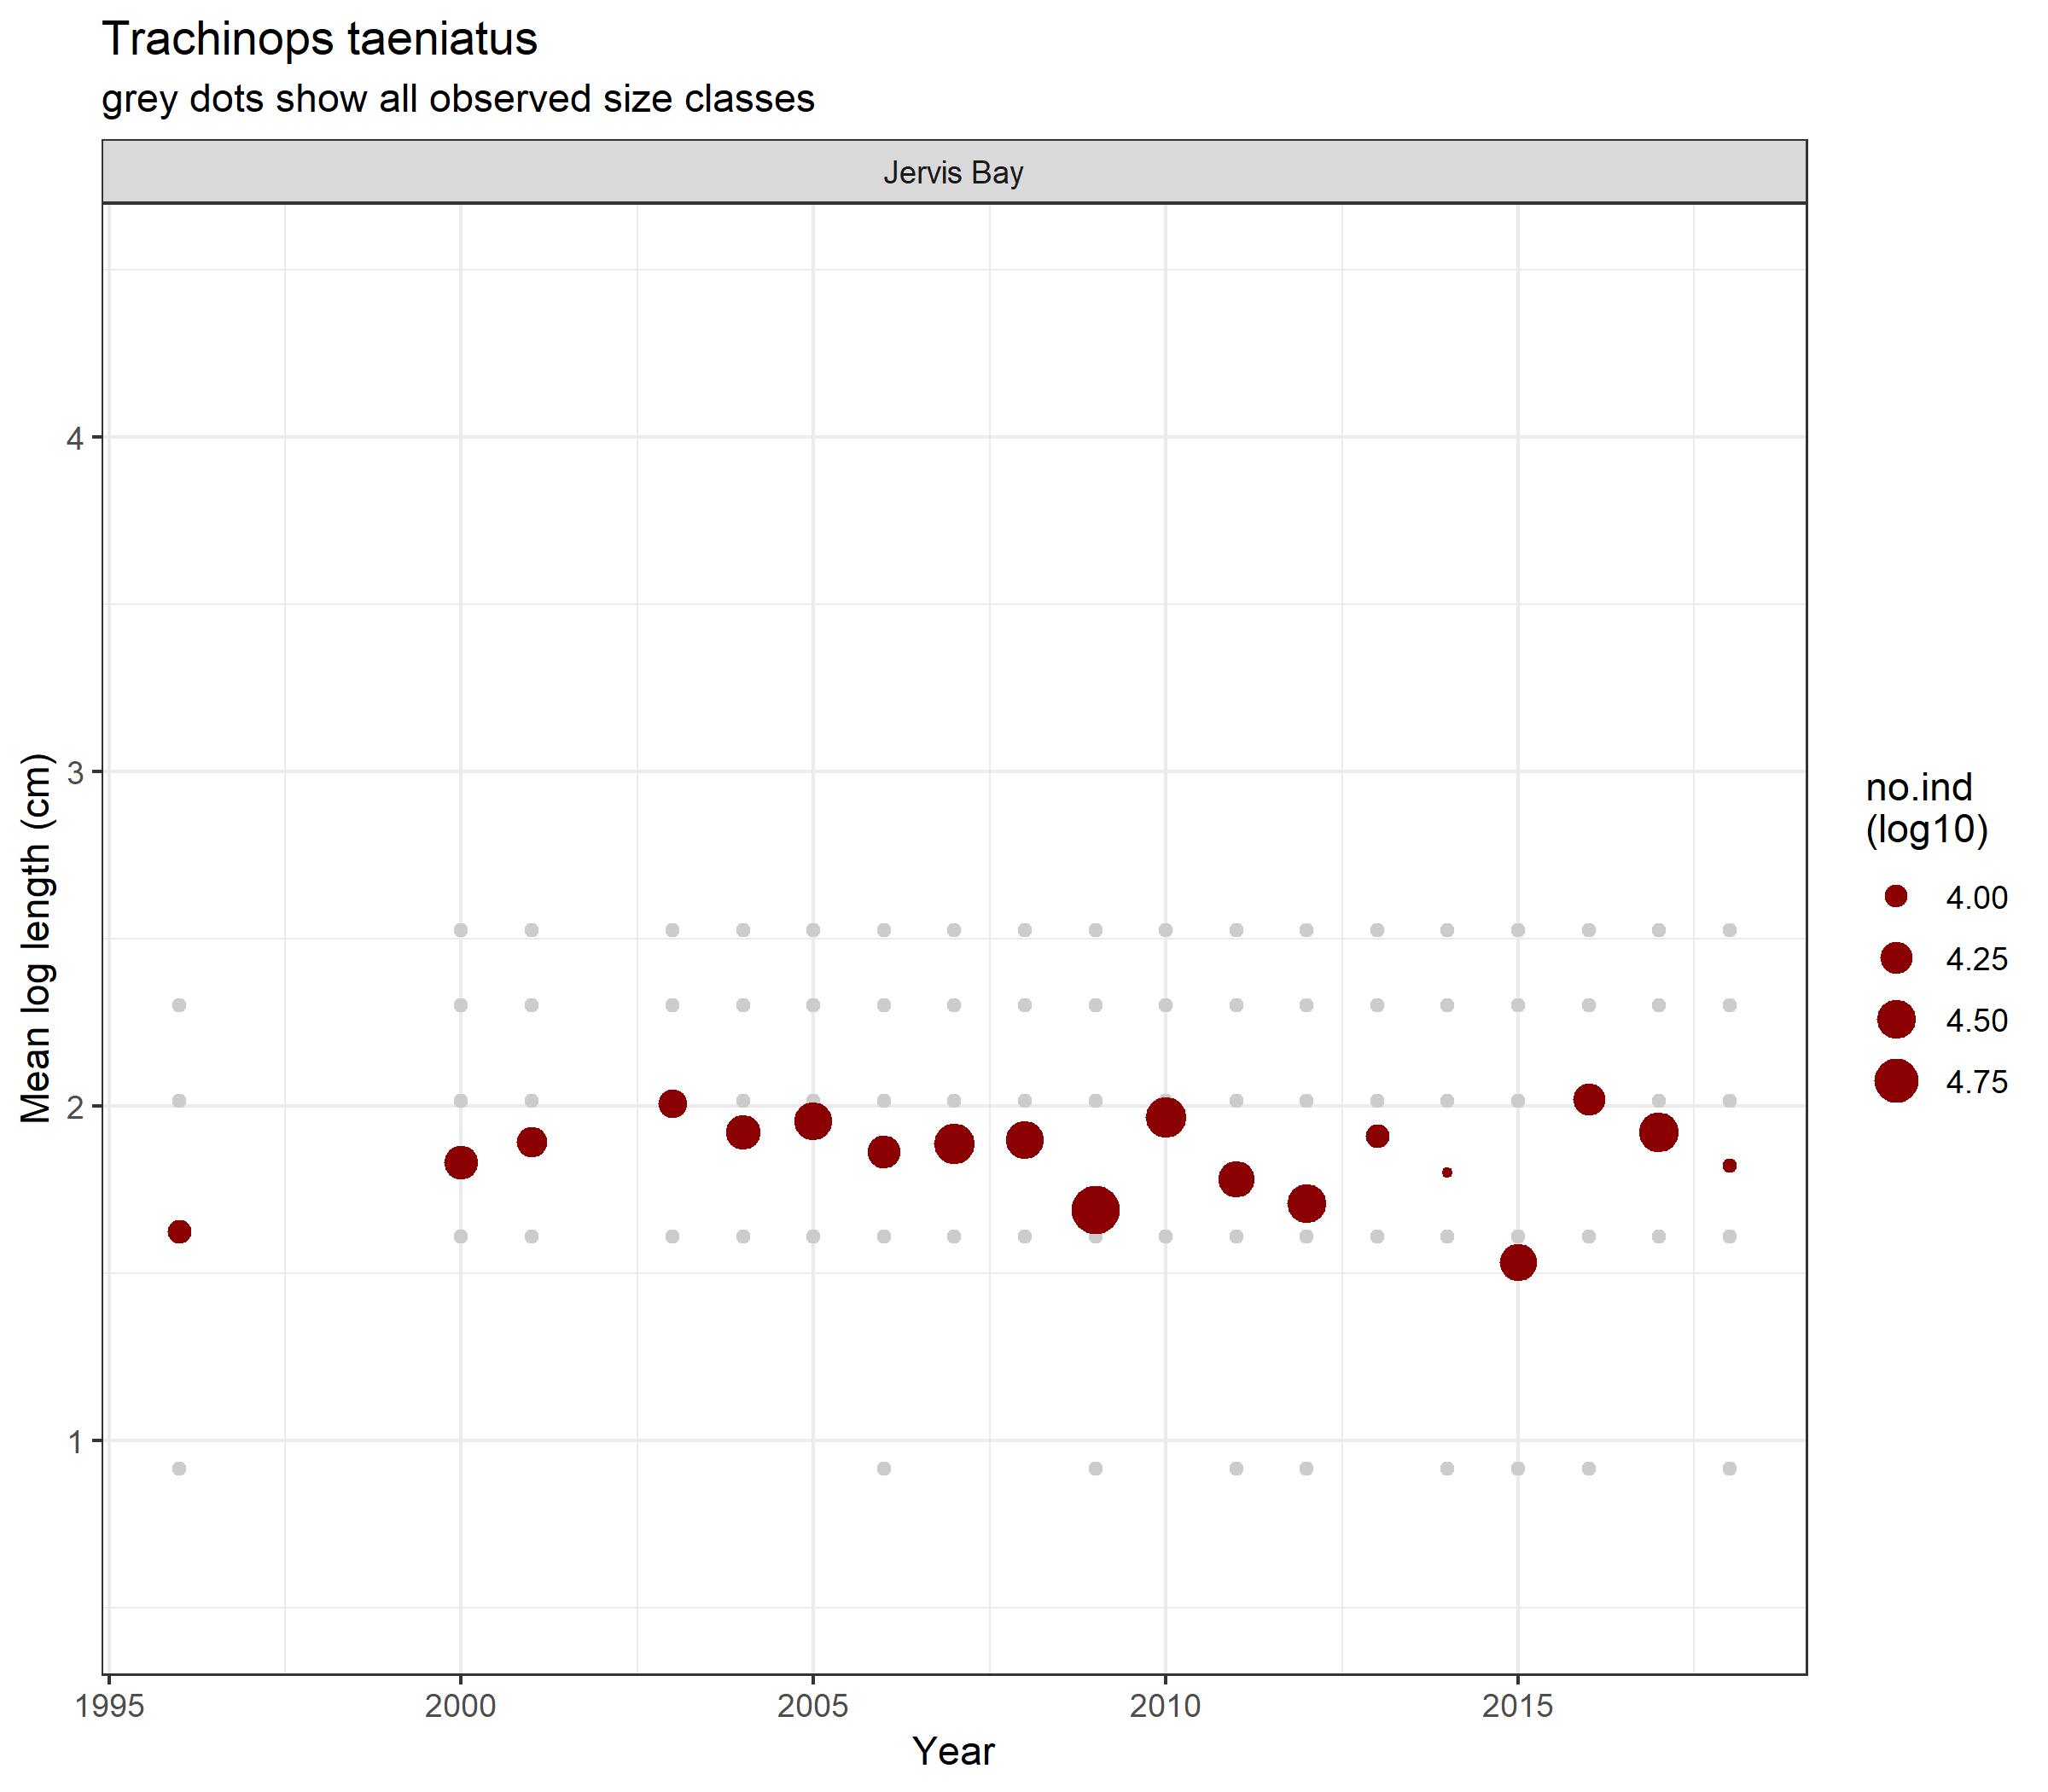 Trachinops taeniatus
grey dots show all observed size classes
Jervis Bay
Mean log length (cm)
4
3
2
1
1995 2000 2005 2010 2015
Year
no.ind
(log10)
4.00
4.25
4.50
4.75